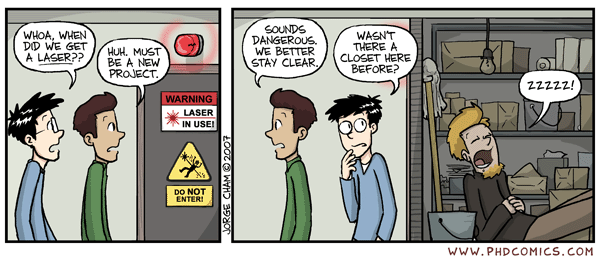 WHOA, WHEN
DID WE GET
A LASER??
HUH. MUST
BE A NEW
PROJECT.
WARNING
LASER
IN USE!
DO NOT
ENTER!
JORGE CHAM © 2007
SOUNDS
DANGEROUS.
WE BETTER
STAY CLEAR.
WASN'T
THERE A
CLOSET HERE
BEFORE?
ZZZZZ!
WWW.PHDCOMICS.COM